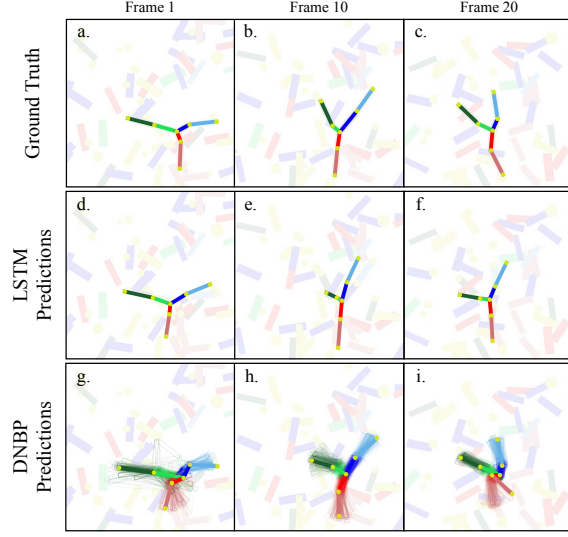 Frame 1
Frame 10
Frame 20
Ground Truth
a.
b.
c.
LSTM
Predictions
d.
e.
f.
DNBP
Predictions
g.
h.
i.